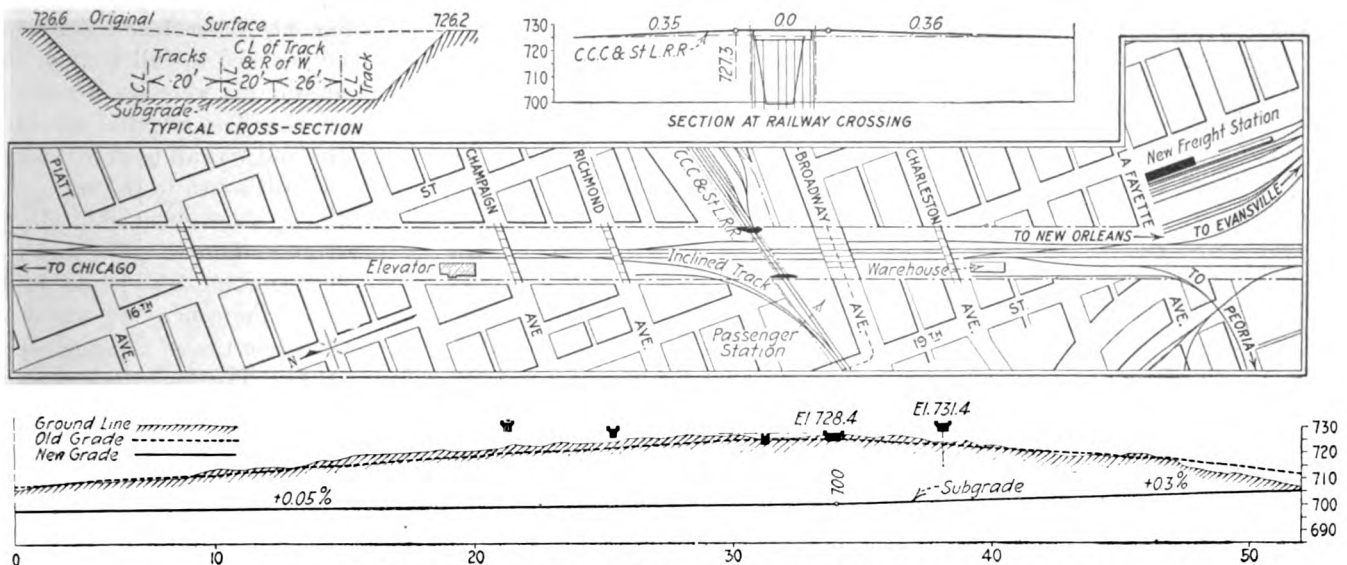 726.6 Original Surface 726.2
Tracks
C L of Track
& R of W.
C L 20' C L 20' 26' C L Track
Subgrade
TYPICAL CROSS-SECTION
730
725
710
700
0.35 0.0 0.36
C.C.C & St L.R.R
727.3
SECTION AT RAILWAY CROSSING
PIATT
AVE.
ST
16TH
CHAMPAIGN
AVE
RICHMOND
AVE.
C.C.C & St L.R.R.
BROADWAY
AVE.
CHARLESTON
AVE.
19TH
ST
LA FAYETTE
AVE.
New Freight Station
TO EVANSVILLE
TO NEW ORLEANS
TO CHICAGO
Elevator
Inclined Track
Warehouse
TO
PEORIA
Passenger
Station
N
Ground Line
Old Grade
New Grade
El 728.4
El. 731.4
+0.05%
700
Subgrade
+03%
730
720
710
700
690
0 10 20 30 40 50